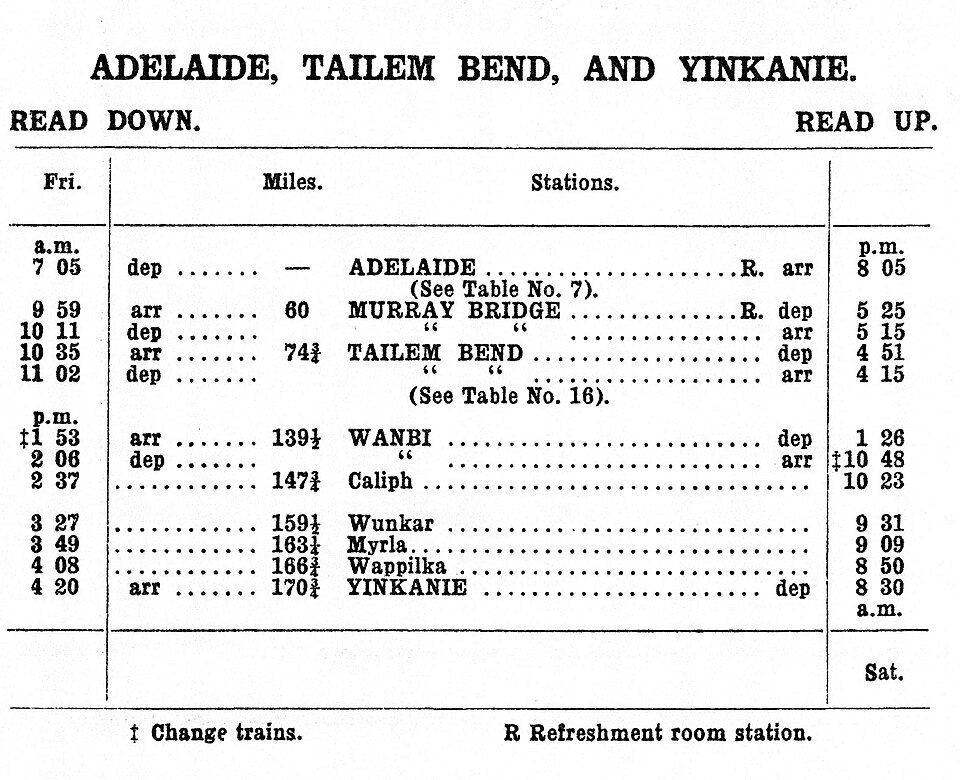 ADELAIDE, TAILEM BEND, AND YINKANIE.
READ DOWN. READ UP.
Fri. Miles. Stations.
a.m. p.m.
7 05 dep ....... — ADELAIDE ..................... R. arr 8 05
(See Table No. 7).
9 59 arr ....... 60 MURRAY BRIDGE .............. R. dep 5 25
10 11 dep ....... “ “ ................ arr 5 15
10 35 arr ....... 74¾ TAILEM BEND .................... dep 4 51
11 02 dep ....... “ “ ................... arr 4 15
(See Table No. 16).
p.m.
‡1 53 arr ....... 139½ WANBI ........................... dep 1 26
2 06 dep ....... “ ........................... arr ‡10 48
2 37 ............ 147¾ Caliph ................................ 10 23
3 27 ............ 159½ Wunkar .............................. 9 31
3 49 ............ 163¼ Myrla ................................. 9 09
4 08 ............ 166¾ Wappilka ............................. 8 50
4 20 arr ....... 170¾ YINKANIE ....................... dep 8 30
a.m.
Sat.
‡ Change trains. R Refreshment room station.